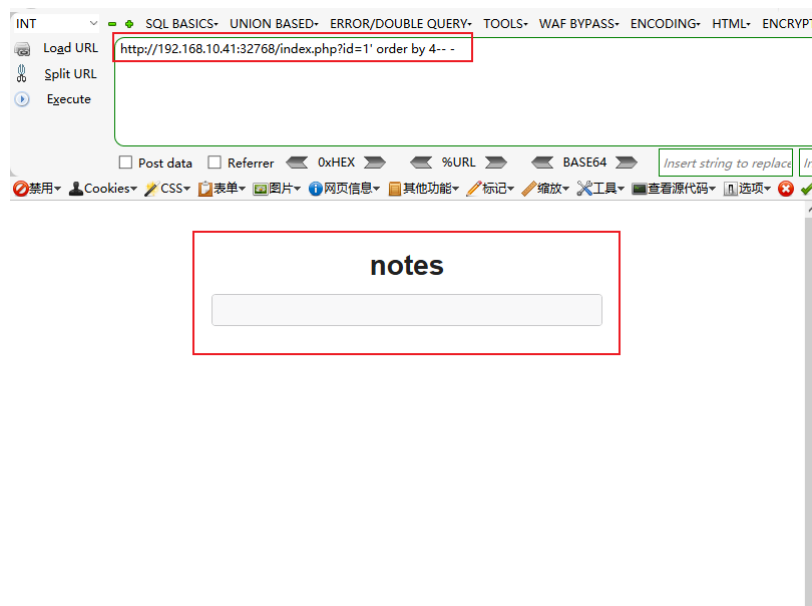 INT SQL BASICS▾ UNION BASED▾ ERROR/DOUBLE QUERY▾ TOOLS▾ WAF BYPASS▾ ENCODING▾ HTML▾ ENCRYP
Load URL http://192.168.10.41:32768/index.php?id=1' order by 4-- -
Split URL
Execute
Post data Referrer 0xHEX %URL BASE64 Insert string to replace
禁用▾ Cookies▾ CSS▾ 表单▾ 图片▾ 网页信息▾ 其他功能▾ 标记▾ 缩放▾ 工具▾ 查看源代码▾ 选项▾
notes